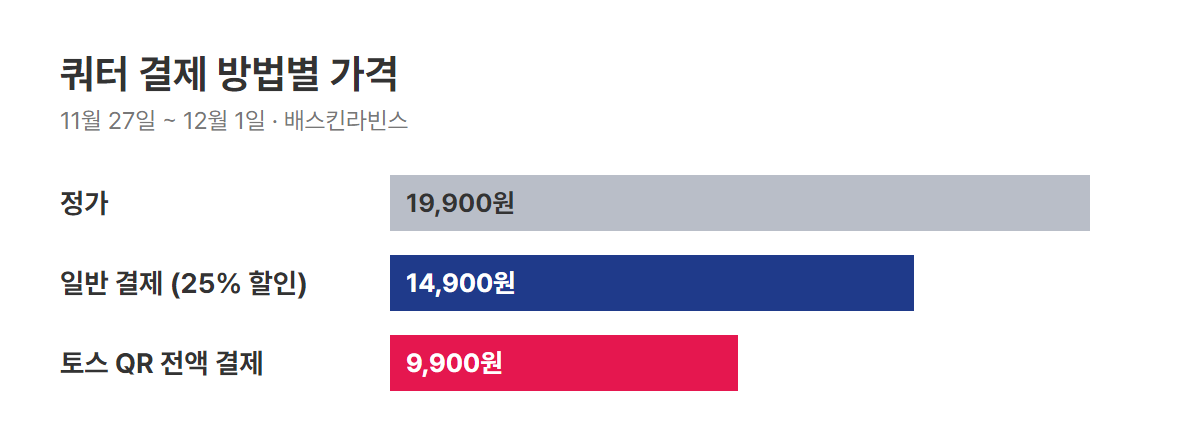 쿼터 결제 방법별 가격
11월 27일 ~ 12월 1일 · 배스킨라빈스
정가 19,900원
일반 결제 (25% 할인) 14,900원
토스 QR 전액 결제 9,900원